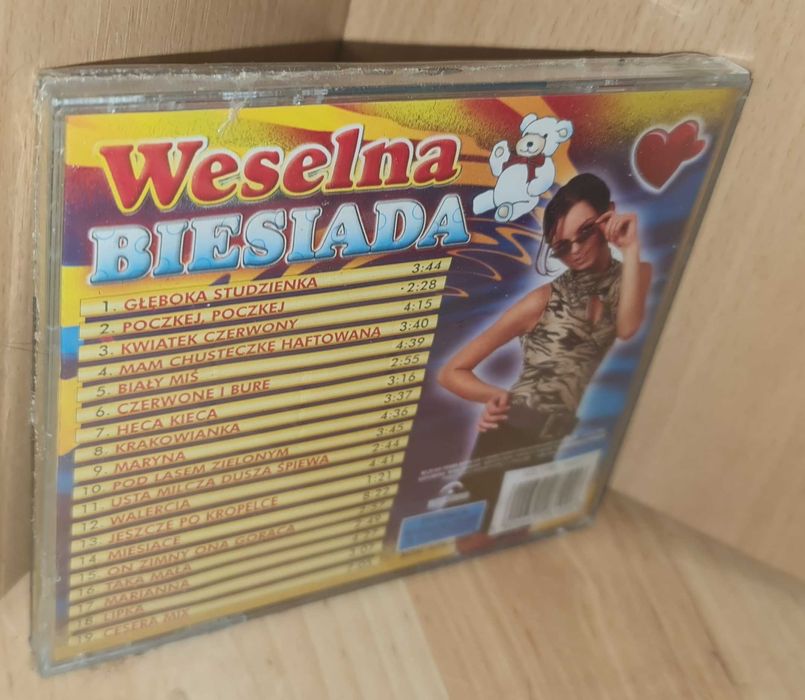 Weselna
BIESIADA
1. GŁEBOKA STUDZIENKA 3:44
2. POCZKEJ, POCZKEJ 2:28
3. KWIATEK CZERWONY 4:15
4. MAM CHUSTECZKĘ HAFTOWANA 3:40
5. BIAŁY MIŚ 4:39
6. CZERWONE I BURE 2:55
7. HECA KIECA 3:16
8. KRAKOWIANKA 3:37
9. MARYNA 4:36
10. POD LASEM ZIELONYM 3:45
11. USTA MILCZĄ DUSZA ŚPIEWA 2:44
12. WALERCIA 4:41
13. JESZCZE PO KROPELCE 1:21
14. MIESIĄCE
15. ON ZIMNY ONA GORĄCA
16. TAKA MAŁA
17. MARIANNA
18. LIPKA
19. CESERA MIX